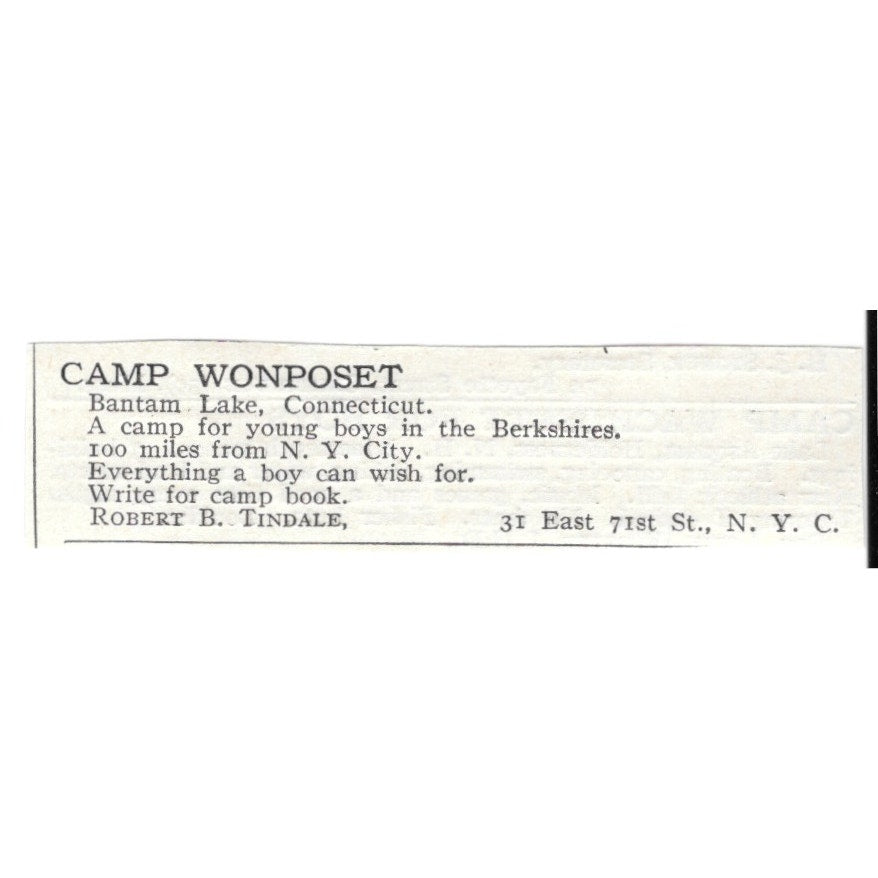 CAMP WONPOSET
Bantam Lake, Connecticut.
A camp for young boys in the Berkshires.
100 miles from N. Y. City.
Everything a boy can wish for.
Write for camp book.
ROBERT B. TINDALE, 31 East 71st St., N. Y. C.